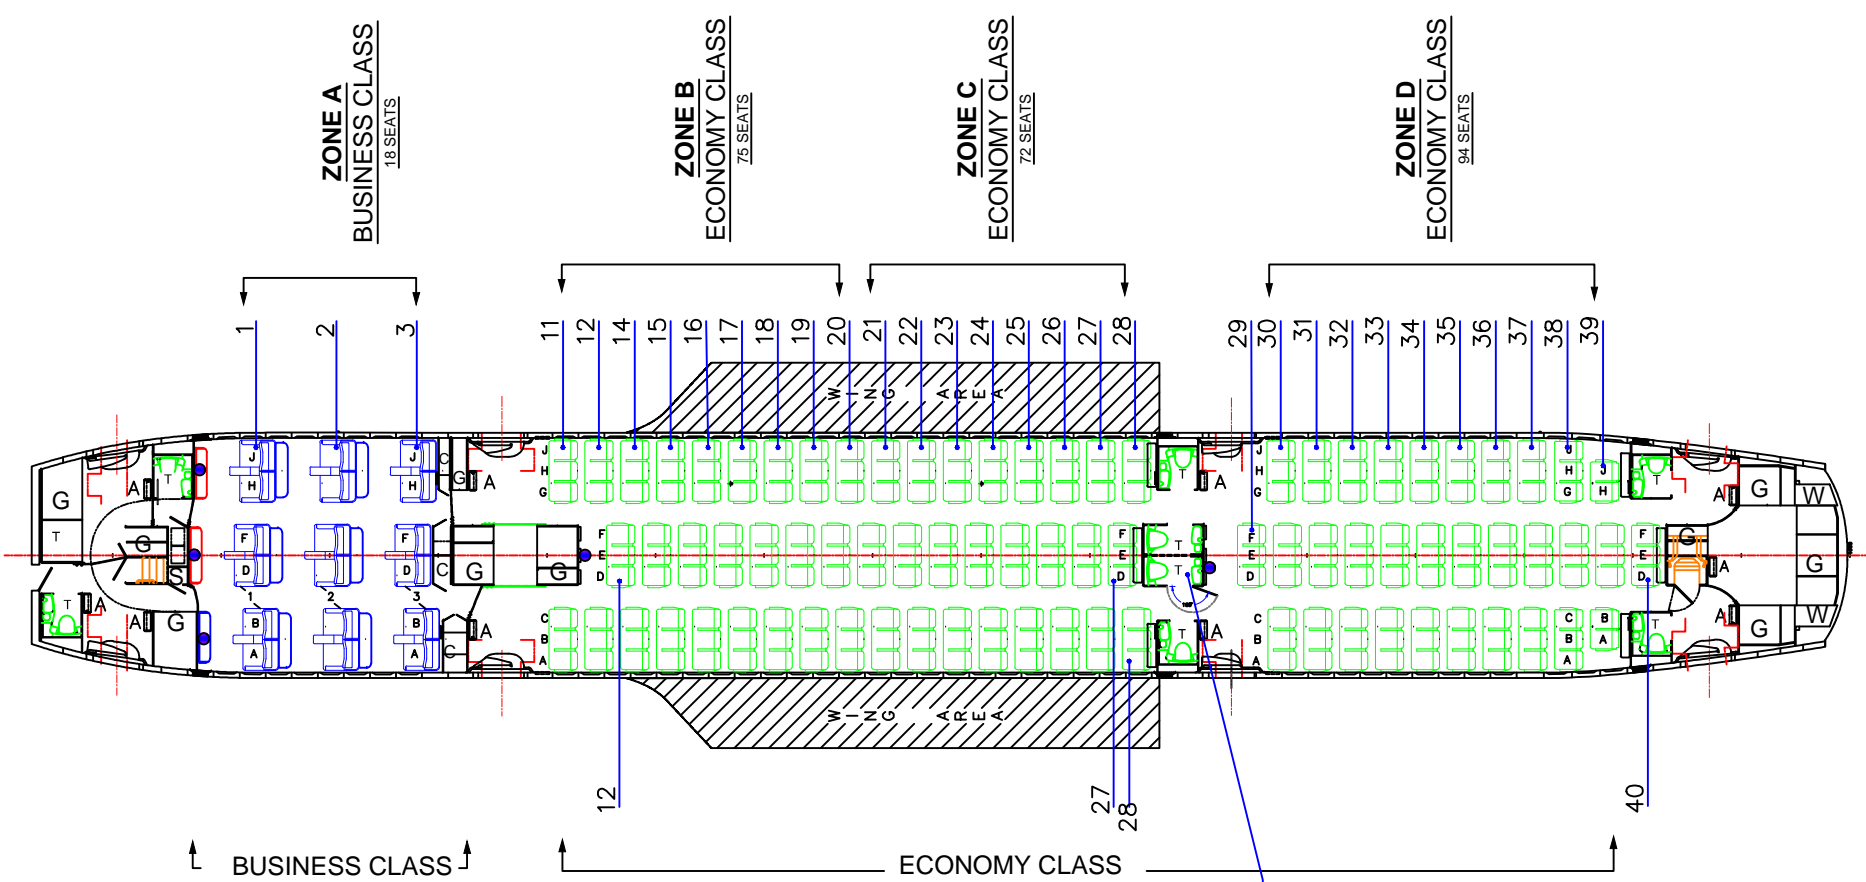 ZONE A
BUSINESS CLASS
18 SEATS
ZONE B
ECONOMY CLASS
75 SEATS
ZONE C
ECONOMY CLASS
72 SEATS
ZONE D
ECONOMY CLASS
94 SEATS
1 2 3 11 12 14 15 16 17 18 19 20 21 22 23 24 25 26 27 28 29 30 31 32 33 34 35 36 37 38 39
WING AREA
J J C J J J
H H G H H H
G G
G A T A T A T A T A G W
F F F F F F
G G
T E E E E
D D C G G D D T D D A G
S
1 2 3
T A A G B B C A C T A C C B T A G W
B B B A
A A C A A A
WING AREA
12 27 28 40
BUSINESS CLASS
ECONOMY CLASS